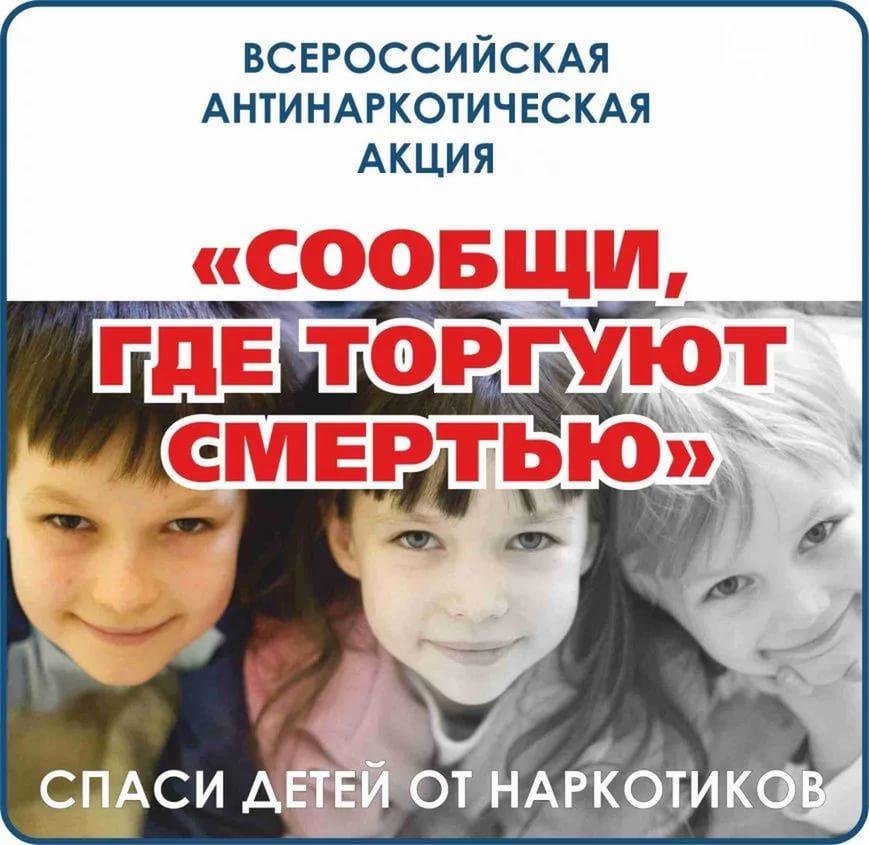 ВСЕРОССИЙСКАЯ
АНТИНАРКОТИЧЕСКАЯ
АКЦИЯ
«СООБЩИ,
ГДЕ ТОРГУЮТ
СМЕРТЬЮ»
СПАСИ ДЕТЕЙ ОТ НАРКОТИКОВ